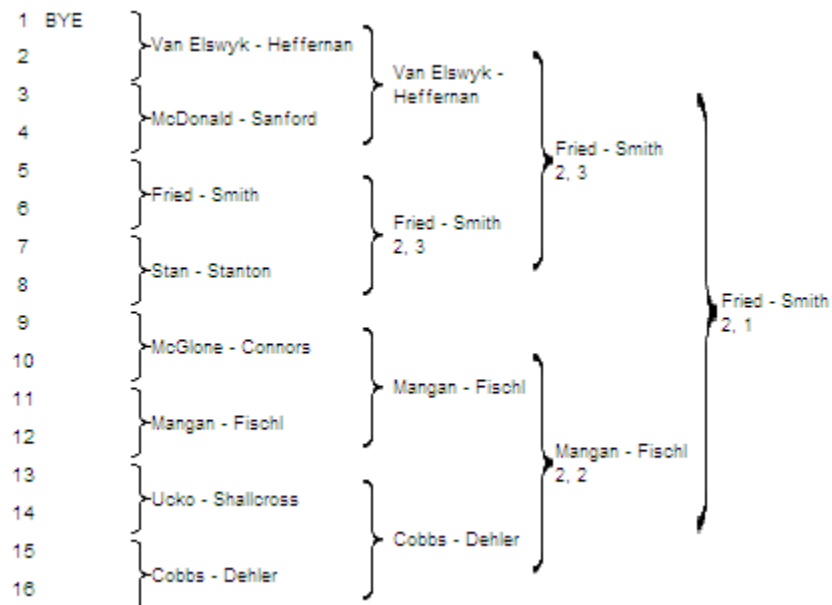 1 BYE
2
3
4
5
6
7
8
9
10
11
12
13
14
15
16
Van Elswyk - Heffernan
McDonald - Sanford
Fried - Smith
Stan - Stanton
McGlone - Connors
Mangan - Fischl
Ucko - Shallcross
Cobbs - Dehler
Van Elswyk -
Heffernan
Fried - Smith
2, 3
Mangan - Fischl
Cobbs - Dehler
Fried - Smith
2, 3
Mangan - Fischl
2, 2
Fried - Smith
2, 1